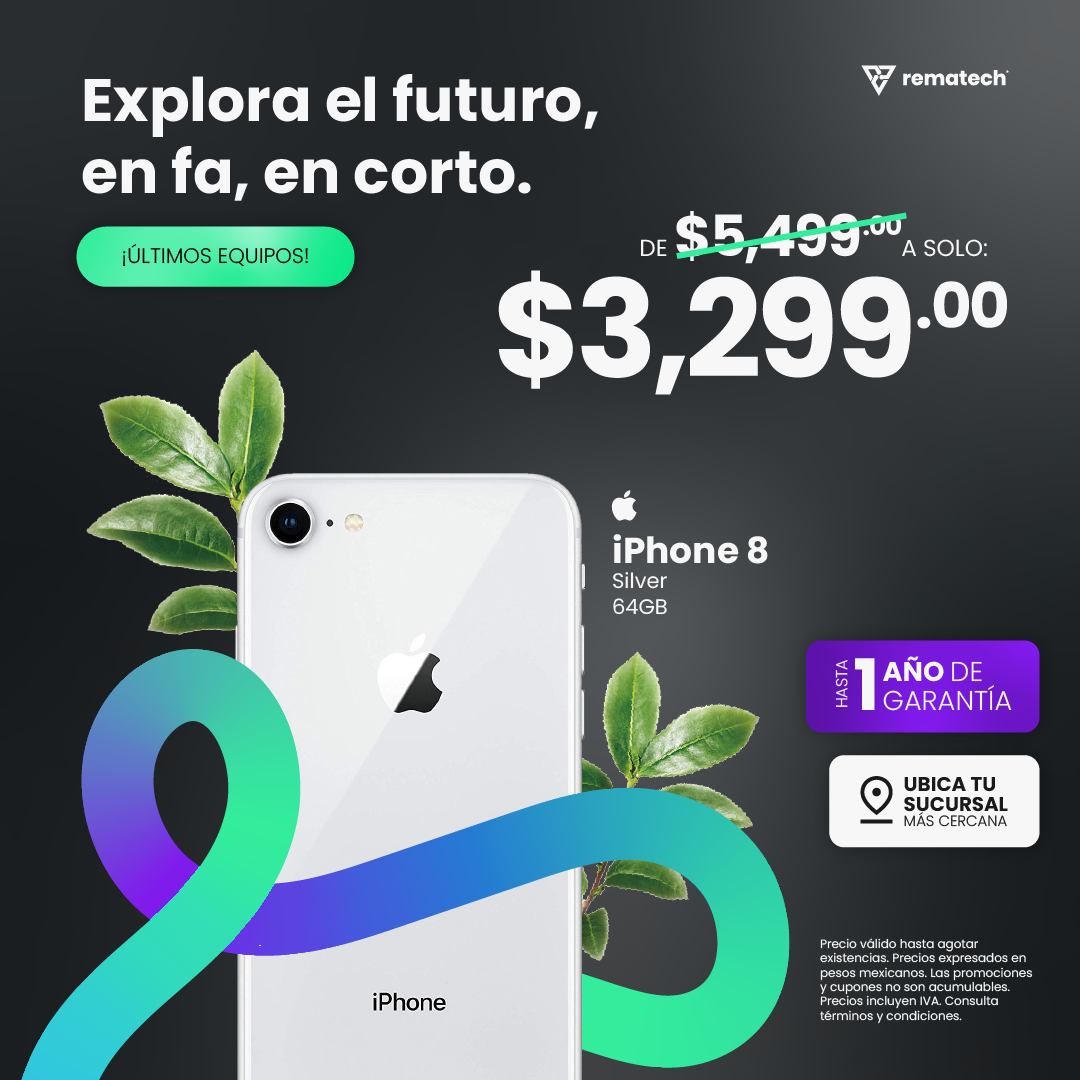 Explora el futuro,
en fa, en corto.
rematech
¡ÚLTIMOS EQUIPOS!
DE $5,499.00 A SOLO:
$3,299.00
iPhone 8
Silver
64GB
HASTA 1 AÑO DE
GARANTÍA
UBICA TU
SUCURSAL
MÁS CERCANA
iPhone
Precio válido hasta agotar
existencias. Precios expresados en
pesos mexicanos. Las promociones
y cupones no son acumulables.
Precios incluyen IVA. Consulta
términos y condiciones.